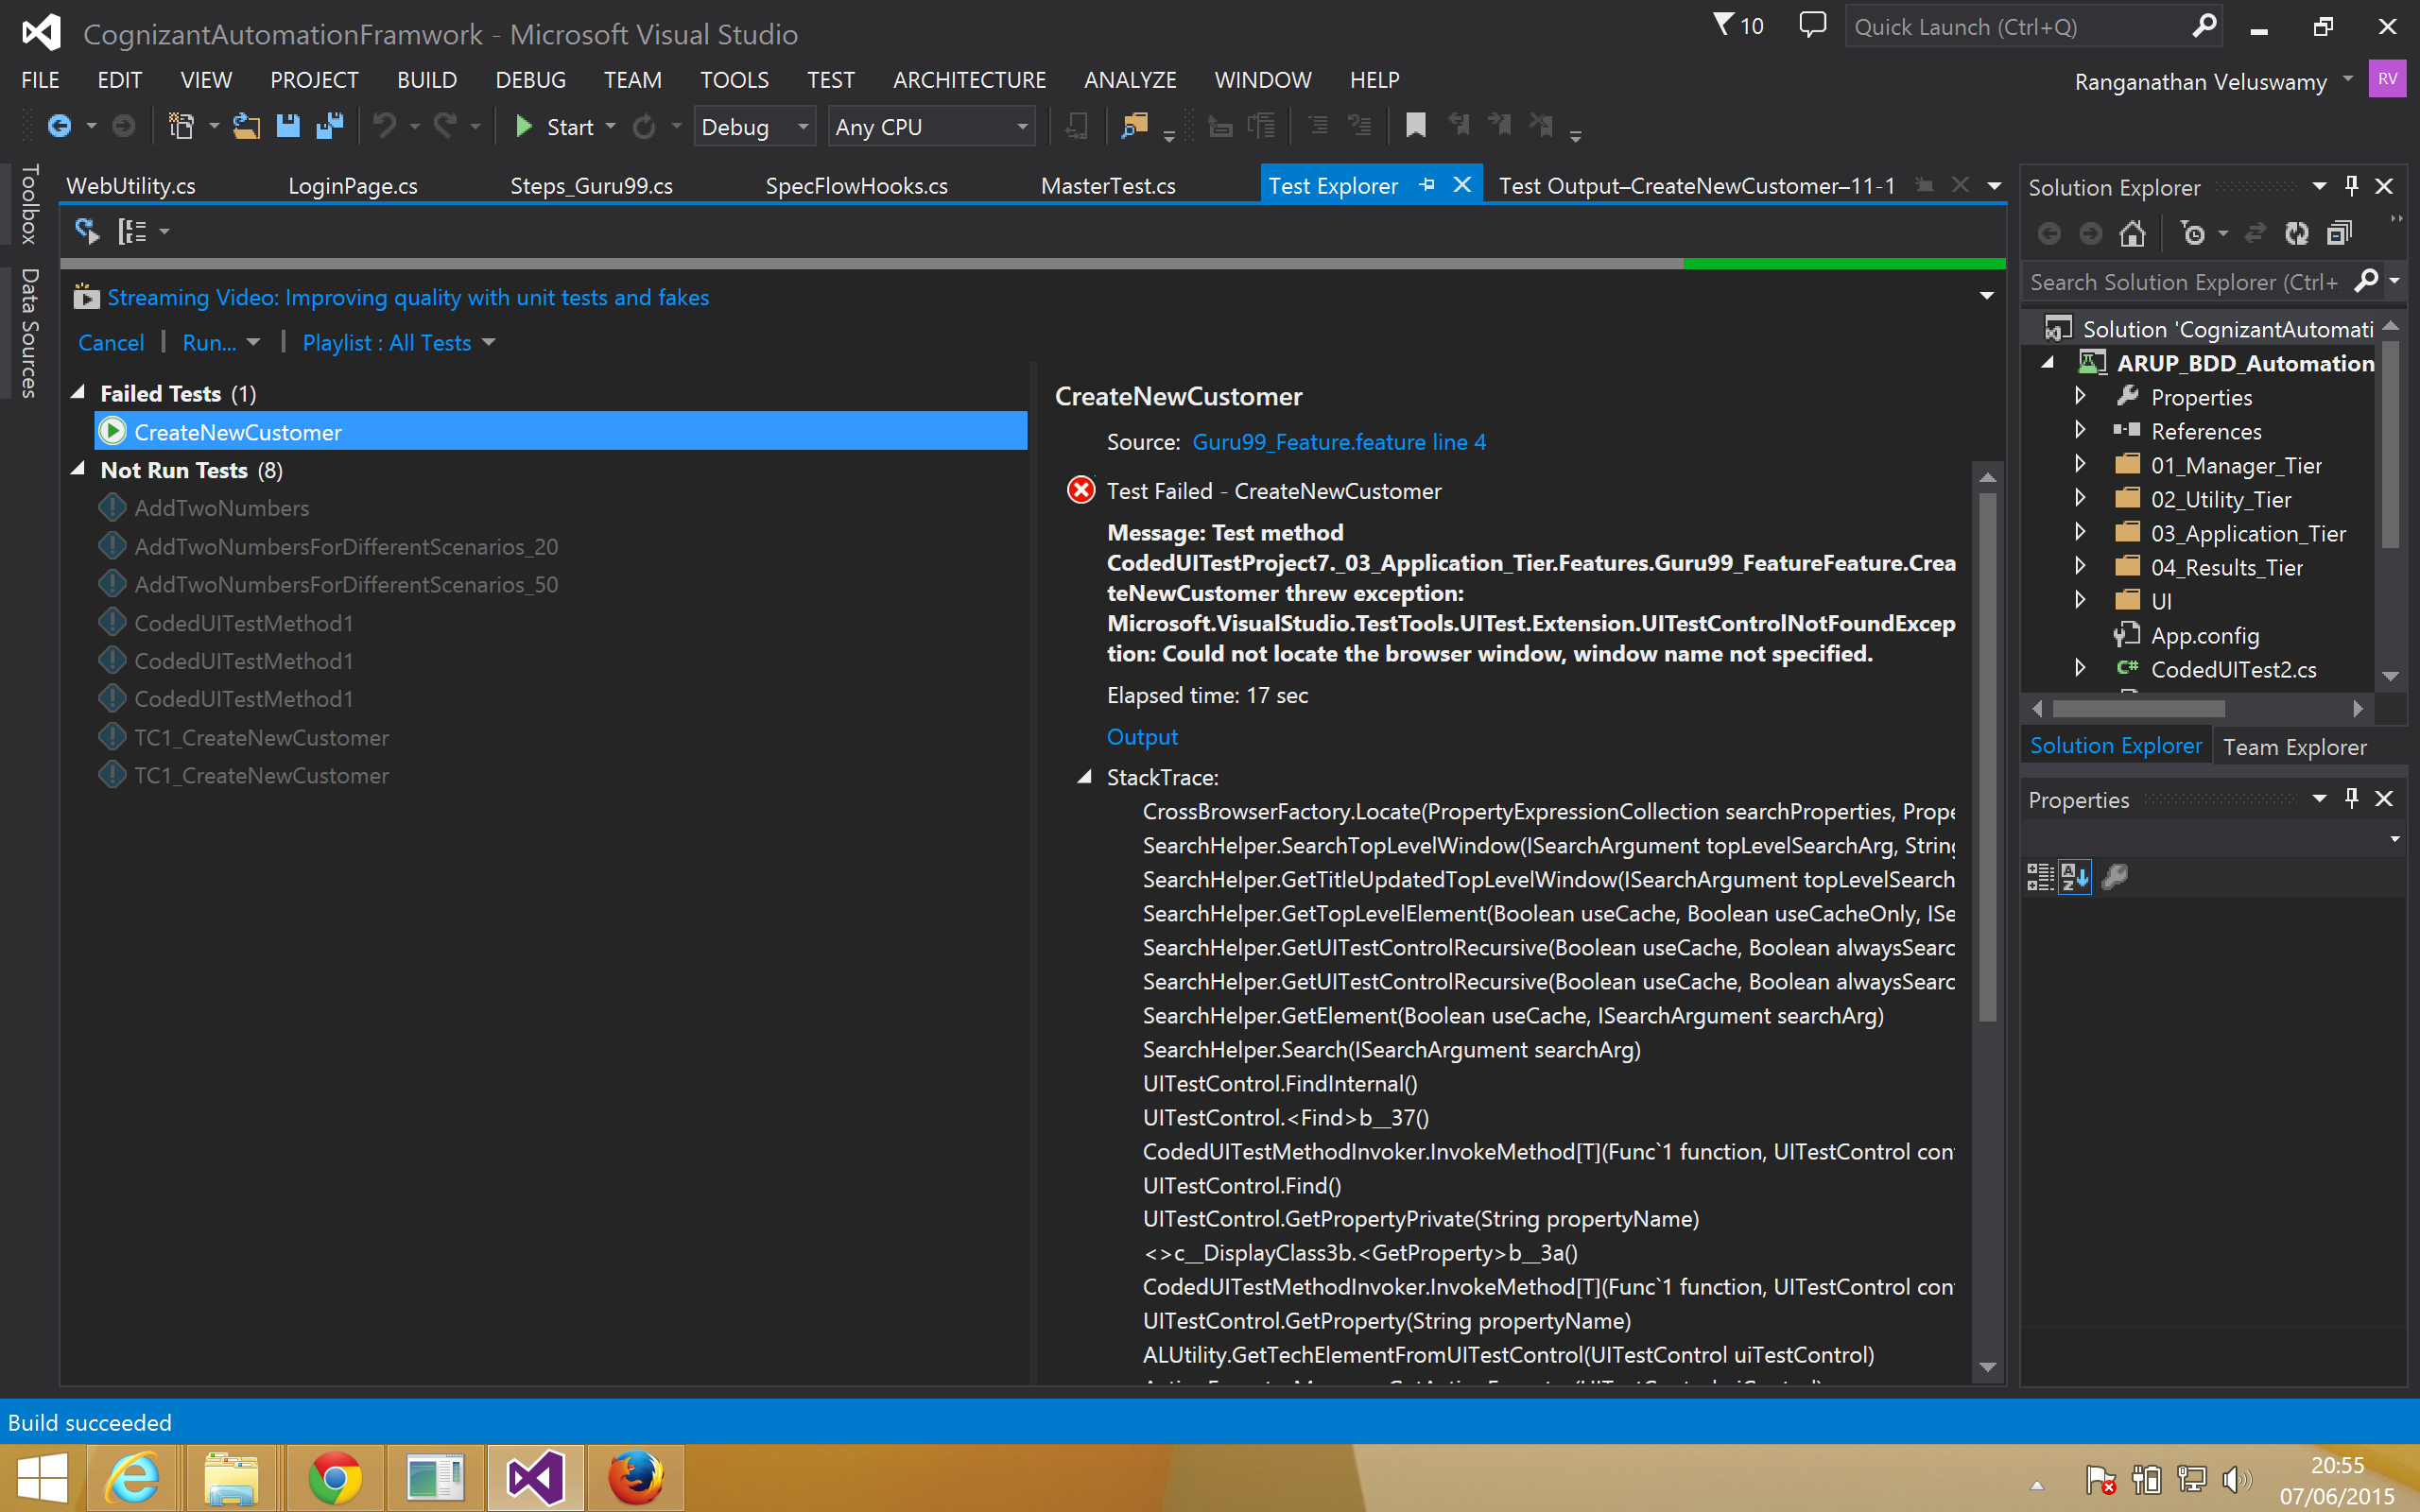 CognizantAutomationFramwork - Microsoft Visual Studio
10
Quick Launch (Ctrl+Q)
FILE EDIT VIEW PROJECT BUILD DEBUG TEAM TOOLS TEST ARCHITECTURE ANALYZE WINDOW HELP
Ranganathan Veluswamy
RV
Start
Debug
Any CPU
Toolbox
Data Sources
WebUtility.cs LoginPage.cs Steps_Guru99.cs SpecFlowHooks.cs MasterTest.cs Test Explorer Test Output–CreateNewCustomer–11-1
Streaming Video: Improving quality with unit tests and fakes
Cancel | Run... | Playlist : All Tests
Failed Tests (1)
CreateNewCustomer
Not Run Tests (8)
AddTwoNumbers
AddTwoNumbersForDifferentScenarios_20
AddTwoNumbersForDifferentScenarios_50
CodedUITestMethod1
CodedUITestMethod1
CodedUITestMethod1
TC1_CreateNewCustomer
TC1_CreateNewCustomer
CreateNewCustomer
Source: Guru99_Feature.feature line 4
Test Failed - CreateNewCustomer
Message: Test method
CodedUITestProject7._03_Application_Tier.Features.Guru99_FeatureFeature.Crea
teNewCustomer threw exception:
Microsoft.VisualStudio.TestTools.UITest.Extension.UITestControlNotFoundExcep
tion: Could not locate the browser window, window name not specified.
Elapsed time: 17 sec
Output
StackTrace:
CrossBrowserFactory.Locate(PropertyExpressionCollection searchProperties, Prope
SearchHelper.SearchTopLevelWindow(ISearchArgument topLevelSearchArg, String
SearchHelper.GetTitleUpdatedTopLevelWindow(ISearchArgument topLevelSearch
SearchHelper.GetTopLevelElement(Boolean useCache, Boolean useCacheOnly, ISe
SearchHelper.GetUITestControlRecursive(Boolean useCache, Boolean alwaysSearc
SearchHelper.GetUITestControlRecursive(Boolean useCache, Boolean alwaysSearc
SearchHelper.GetElement(Boolean useCache, ISearchArgument searchArg)
SearchHelper.Search(ISearchArgument searchArg)
UITestControl.FindInternal()
UITestControl.<Find>b__37()
CodedUITestMethodInvoker.InvokeMethod[T](Func`1 function, UITestControl con
UITestControl.Find()
UITestControl.GetPropertyPrivate(String propertyName)
<>c__DisplayClass3b.<GetProperty>b__3a()
CodedUITestMethodInvoker.InvokeMethod[T](Func`1 function, UITestControl con
UITestControl.GetProperty(String propertyName)
ALUtility.GetTechElementFromUITestControl(UITestControl uiTestControl)
Solution Explorer
Search Solution Explorer (Ctrl+
Solution 'CognizantAutomati
ARUP_BDD_Automation
Properties
References
01_Manager_Tier
02_Utility_Tier
03_Application_Tier
04_Results_Tier
UI
App.config
C# CodedUITest2.cs
Solution Explorer Team Explorer
Properties
Build succeeded
20:55
07/06/2015